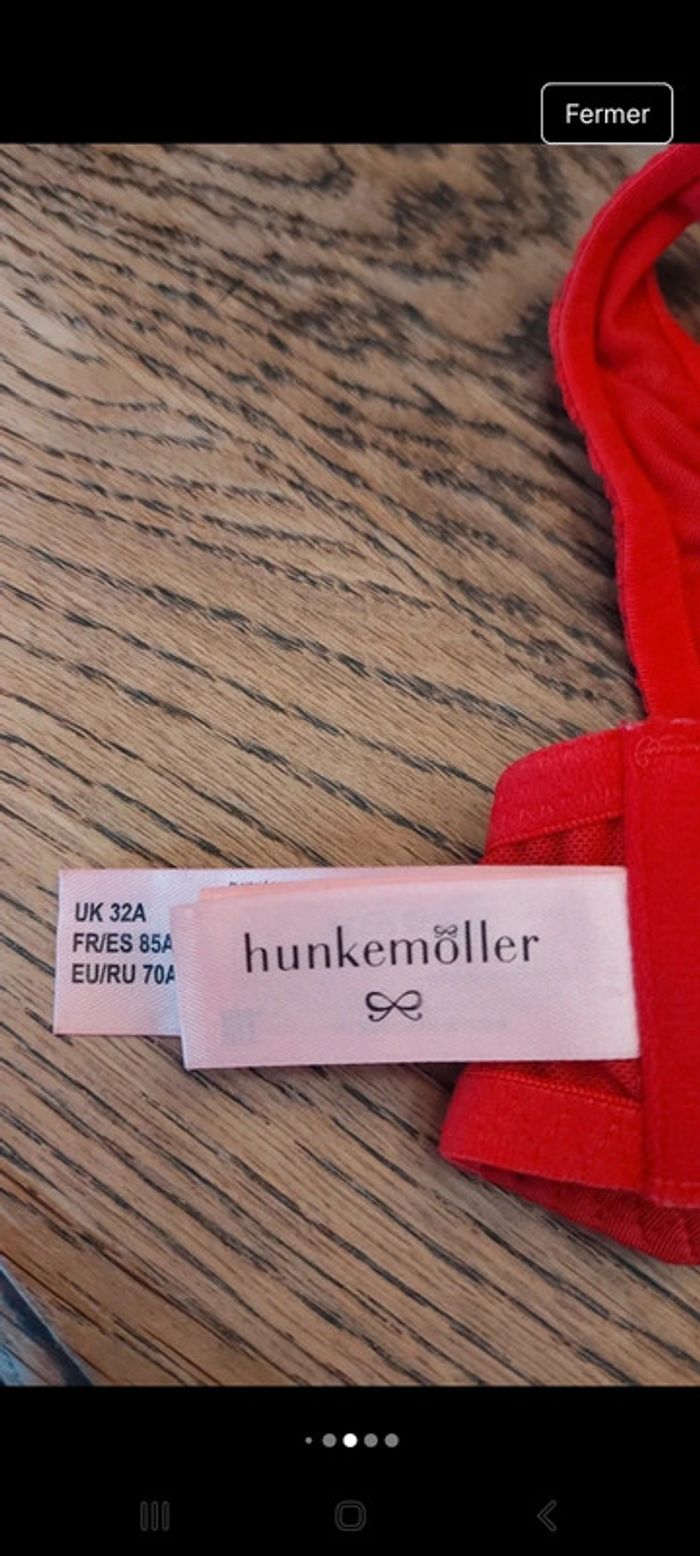 Fermer
UK 32A
FR/ES 85A
EU/RU 70A
hunkemöller